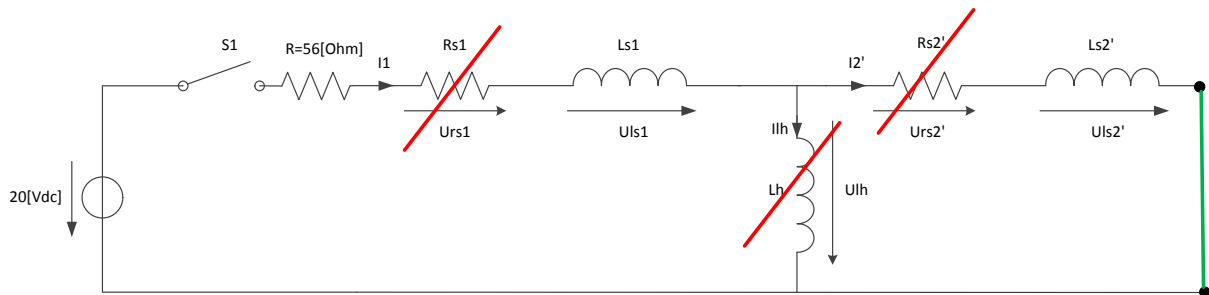 S1
R=56[Ohm]
I1
Rs1
Ls1
I2'
Rs2'
Ls2'
Urs1
Uls1
Ilh
Urs2'
Uls2'
20[Vdc]
Lh
Ulh